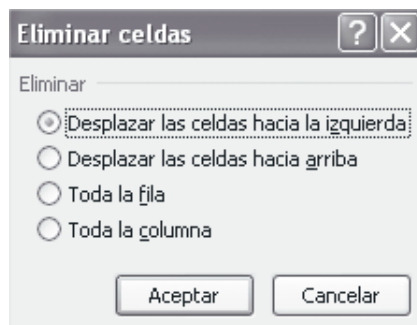 Eliminar celdas
Eliminar
Desplazar las celdas hacia la izquierda
Desplazar las celdas hacia arriba
Toda la fila
Toda la columna
Aceptar Cancelar